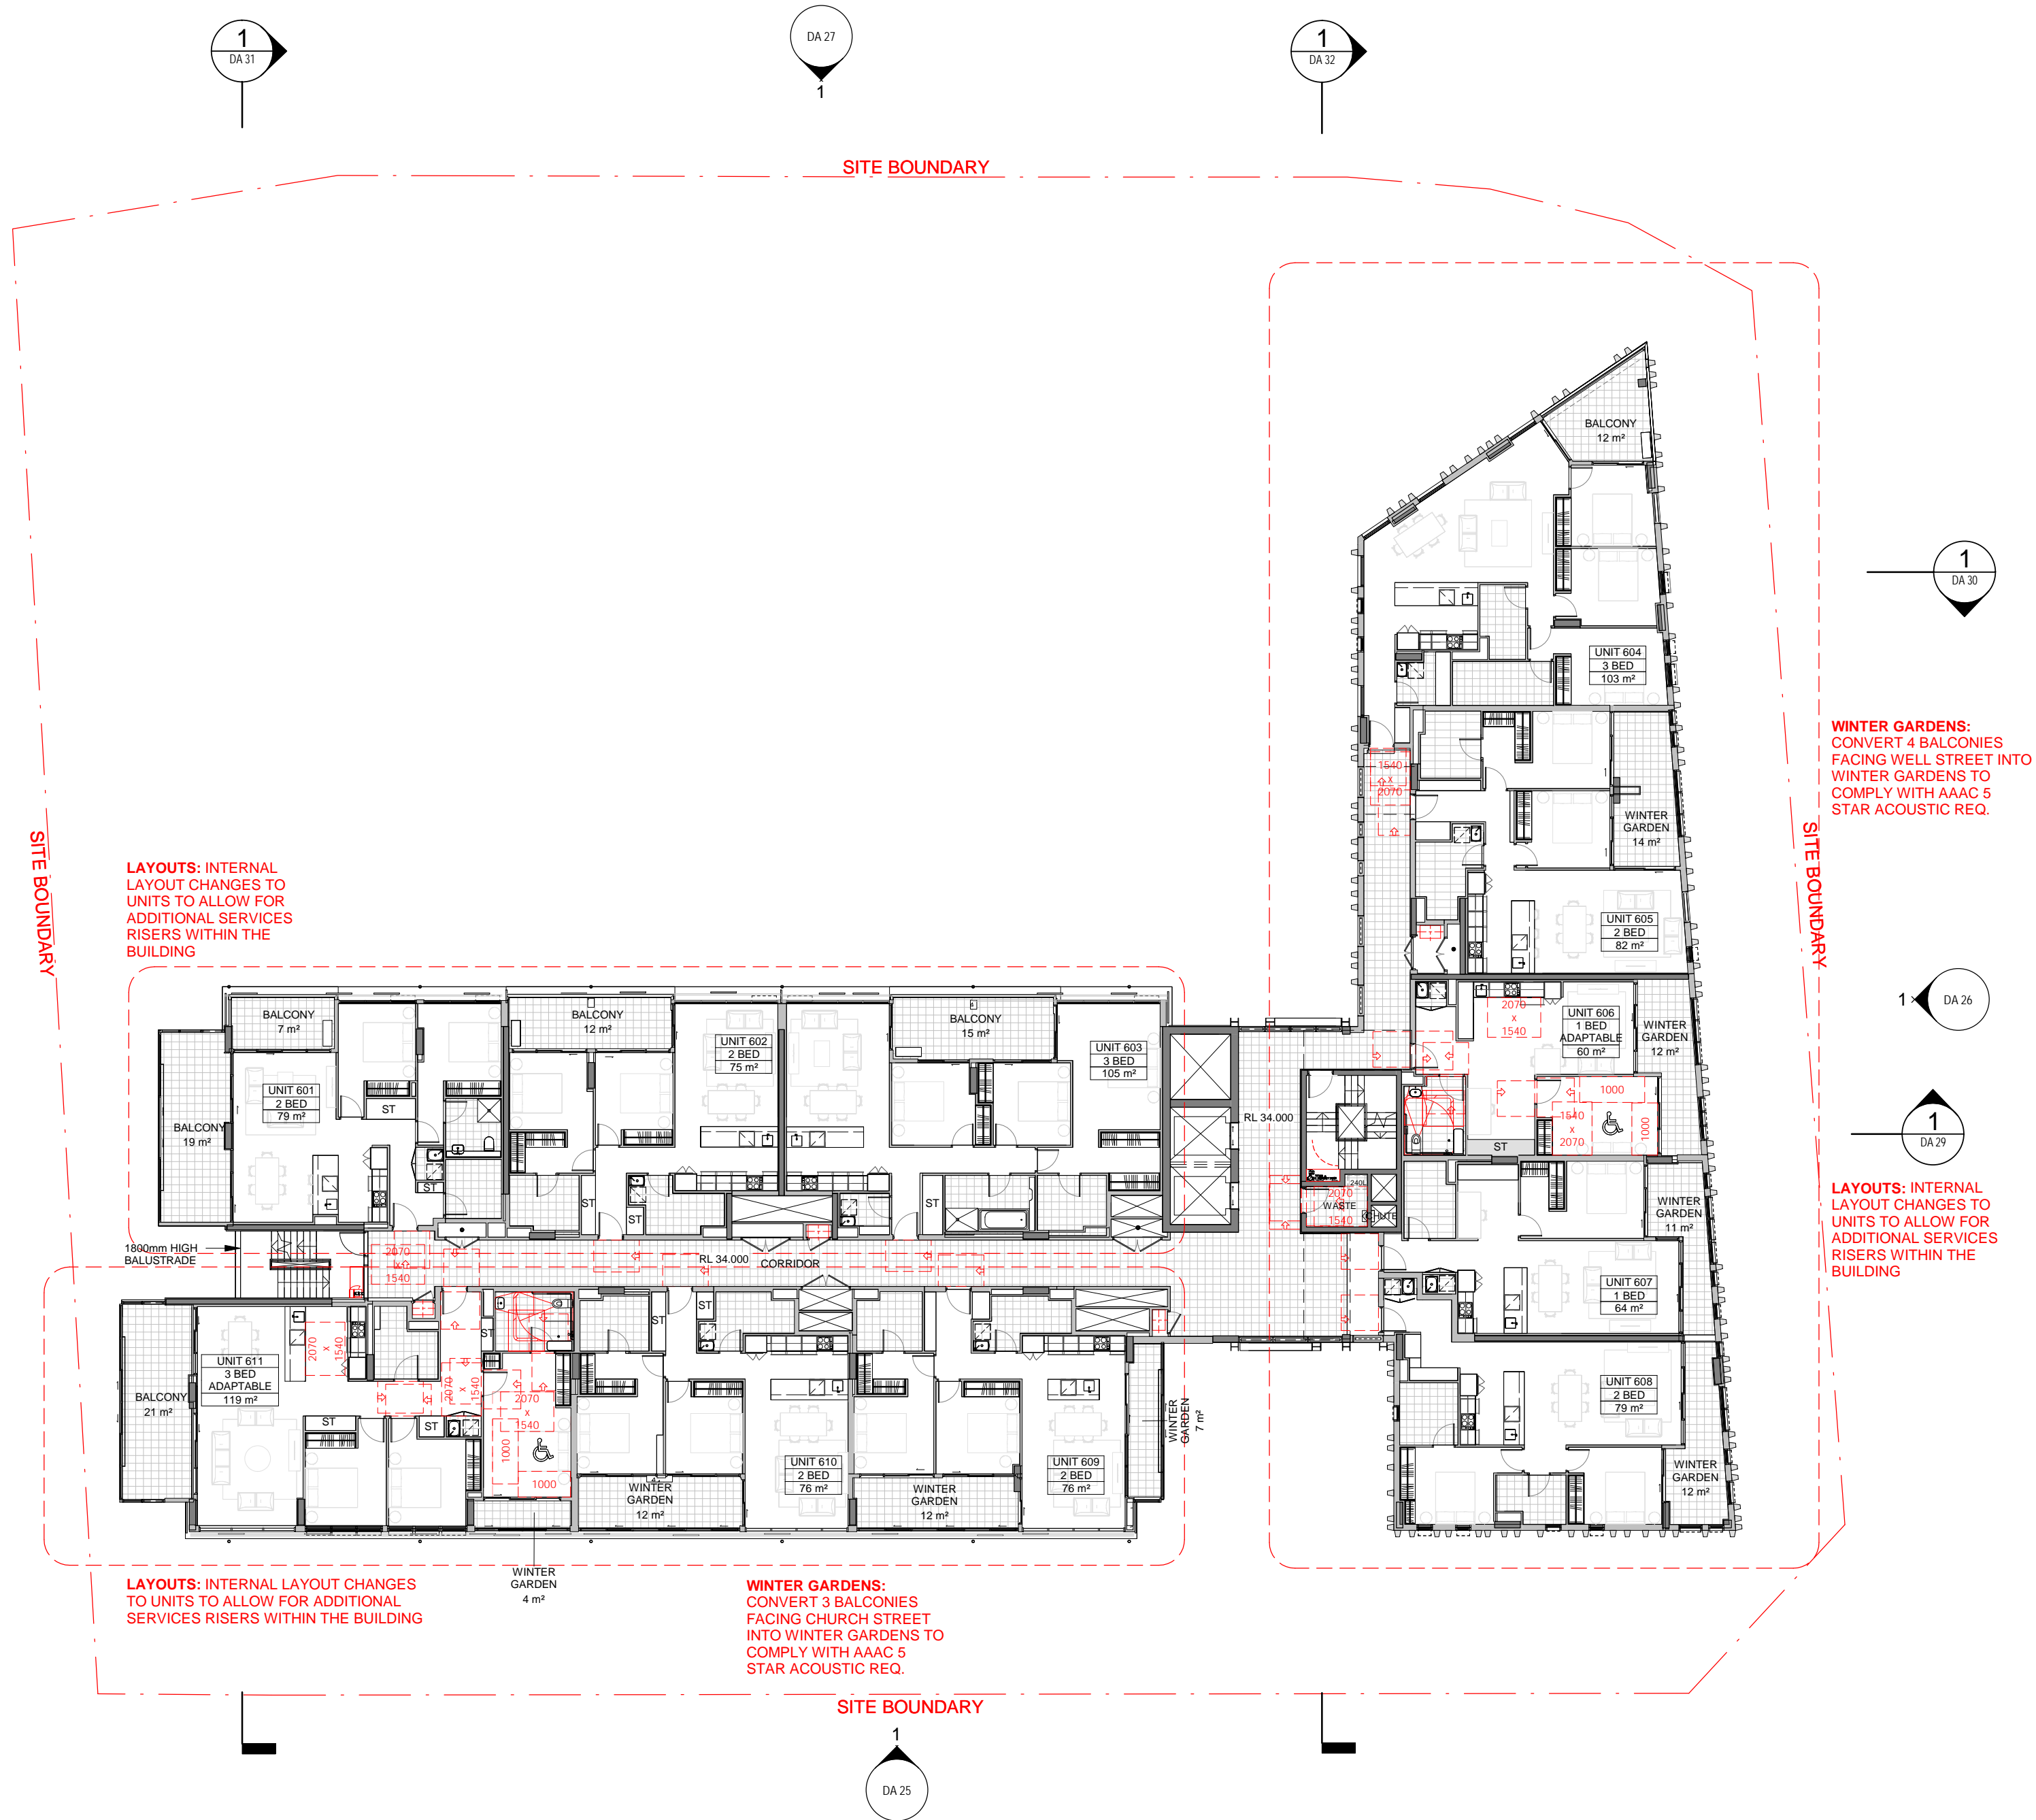 1
DA 31
DA 27
1
1
DA 32
SITE BOUNDARY
BALCONY
12 m²
1
DA 30
UNIT 604
3 BED
103 m²
WINTER GARDENS:
CONVERT 4 BALCONIES
FACING WELL STREET INTO
WINTER GARDENS TO
COMPLY WITH AAAC 5
STAR ACOUSTIC REQ.
1540
x
2070
WINTER
GARDEN
14 m²
SITE BOUNDARY
SITE BOUNDARY
LAYOUTS: INTERNAL
LAYOUT CHANGES TO
UNITS TO ALLOW FOR
ADDITIONAL SERVICES
RISERS WITHIN THE
BUILDING
UNIT 605
2 BED
82 m²
BALCONY
7 m²
BALCONY
12 m²
BALCONY
15 m²
2070
x
1540
UNIT 606
1 BED
ADAPTABLE
60 m²
WINTER
GARDEN
12 m²
1
DA 26
UNIT 601
2 BED
79 m²
ST
UNIT 602
2 BED
75 m²
UNIT 603
3 BED
105 m²
BALCONY
19 m²
RL 34.000
1000
1540
x
2070
1000
ST
1
DA 29
ST
ST
ST
ST
240L
2070
WASTE
1540
CHUTE
WINTER
GARDEN
11 m²
LAYOUTS: INTERNAL
LAYOUT CHANGES TO
UNITS TO ALLOW FOR
ADDITIONAL SERVICES
RISERS WITHIN THE
BUILDING
1800mm HIGH
BALUSTRADE
2070
x
1540
RL 34.000
CORRIDOR
UNIT 607
1 BED
64 m²
ST
ST
ST
2070
x
1540
UNIT 611
3 BED
ADAPTABLE
119 m²
BALCONY
21 m²
2070
x
1540
2070
x
1540
ST
ST
1000
1000
UNIT 610
2 BED
76 m²
UNIT 609
2 BED
76 m²
WINTER
GARDEN
7 m²
UNIT 608
2 BED
79 m²
WINTER
GARDEN
12 m²
WINTER
GARDEN
12 m²
WINTER
GARDEN
12 m²
WINTER
GARDEN
4 m²
LAYOUTS: INTERNAL LAYOUT CHANGES
TO UNITS TO ALLOW FOR ADDITIONAL
SERVICES RISERS WITHIN THE BUILDING
WINTER GARDENS:
CONVERT 3 BALCONIES
FACING CHURCH STREET
INTO WINTER GARDENS TO
COMPLY WITH AAAC 5
STAR ACOUSTIC REQ.
SITE BOUNDARY
1
DA 25